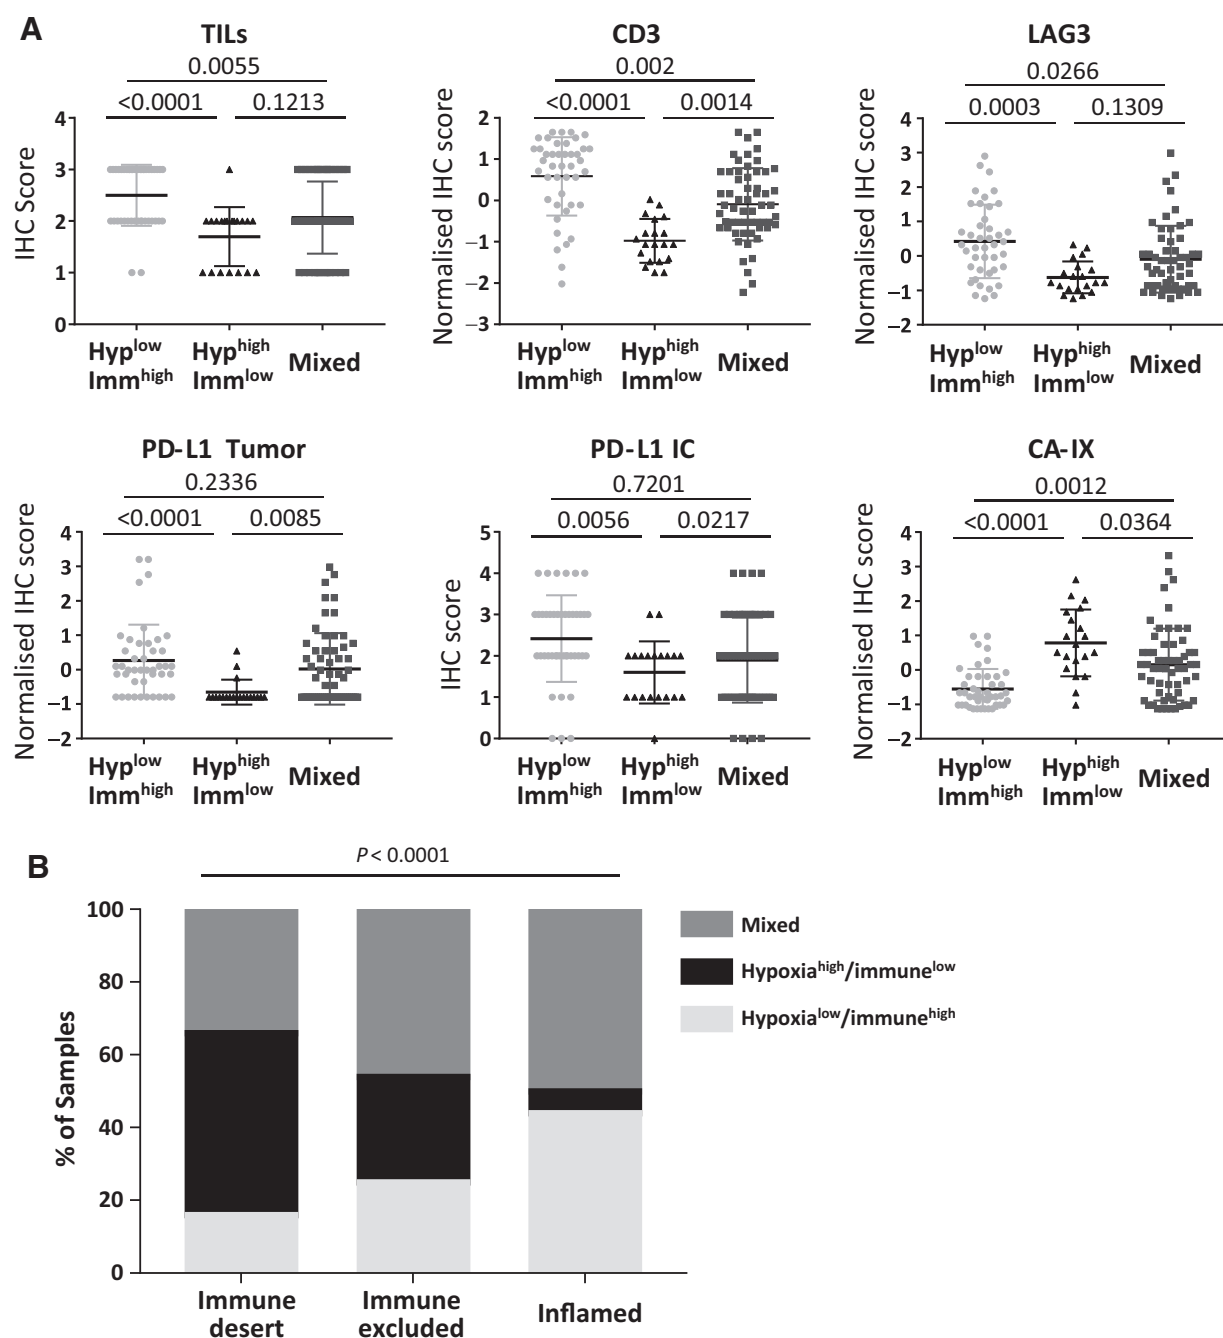 A
TILs
0.0055
<0.0001 0.1213
IHC Score
4
3
2
1
0
Hyplow Immhigh
Hyphigh Immlow
Mixed
CD3
0.002
<0.0001 0.0014
Normalised IHC score
2
1
0
−1
−2
−3
Hyplow Immhigh
Hyphigh Immlow
Mixed
LAG3
0.0266
0.0003 0.1309
Normalised IHC score
4
3
2
1
0
−1
−2
Hyplow Immhigh
Hyphigh Immlow
Mixed
PD-L1 Tumor
0.2336
<0.0001 0.0085
Normalised IHC score
4
3
2
1
0
−1
−2
Hyplow Immhigh
Hyphigh Immlow
Mixed
PD-L1 IC
0.7201
0.0056 0.0217
IHC score
5
4
3
2
1
0
Hyplow Immhigh
Hyphigh Immlow
Mixed
CA-IX
0.0012
<0.0001 0.0364
Normalised IHC score
4
3
2
1
0
−1
−2
Hyplow Immhigh
Hyphigh Immlow
Mixed
B
P < 0.0001
% of Samples
100
80
60
40
20
0
Immune desert
Immune excluded
Inflamed
Mixed
Hypoxiahigh/immunelow
Hypoxialow/immunehigh